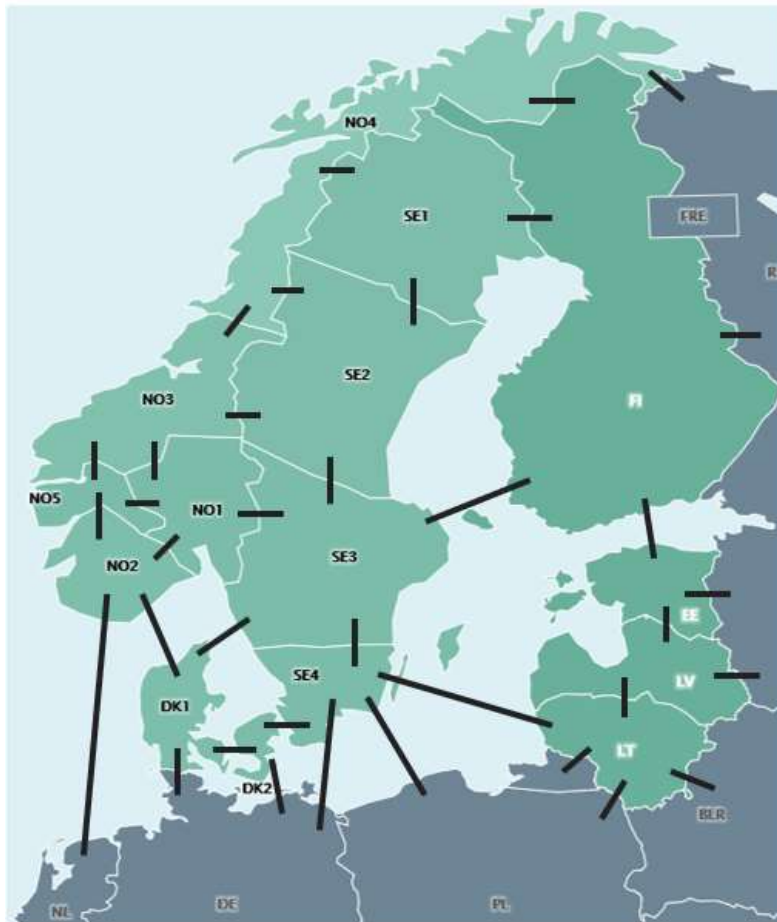 NO4
SE1
FRE
R
SE2
FI
NO3
NO5
NO1
NO2
SE3
EE
SE4
LV
DK1
LT
DK2
BLR
NL
DE
PL